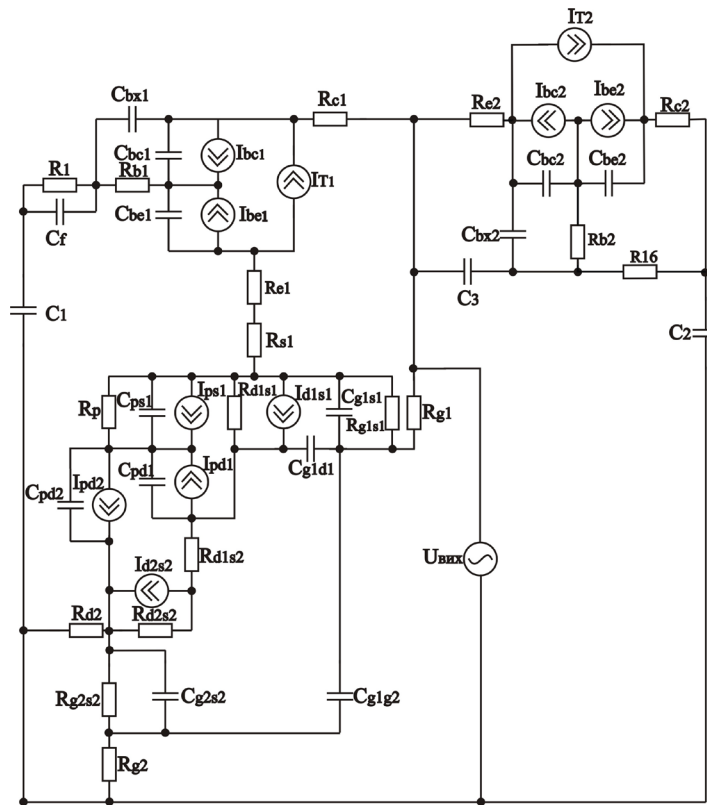 IT2
Cbx1
Rc1
Re2
Ibc2
Ibe2
Rc2
R1
Cbc1
Rb1
Ibc1
IT1
Cbc2
Cbe2
Cf
Cbe1
Ibe1
Cbx2
Rb2
Re1
R16
C3
C1
Rs1
C2
Rp
Cps1
Ips1
Rd1s1
Id1s1
Cg1s1
Rg1s1
Rg1
Cpd2
Ipd2
Cpd1
Ipd1
Cg1d1
Rd1s2
Uвих
Id2s2
Rd2
Rd2s2
Rg2s2
Cg2s2
Cg1g2
Rg2